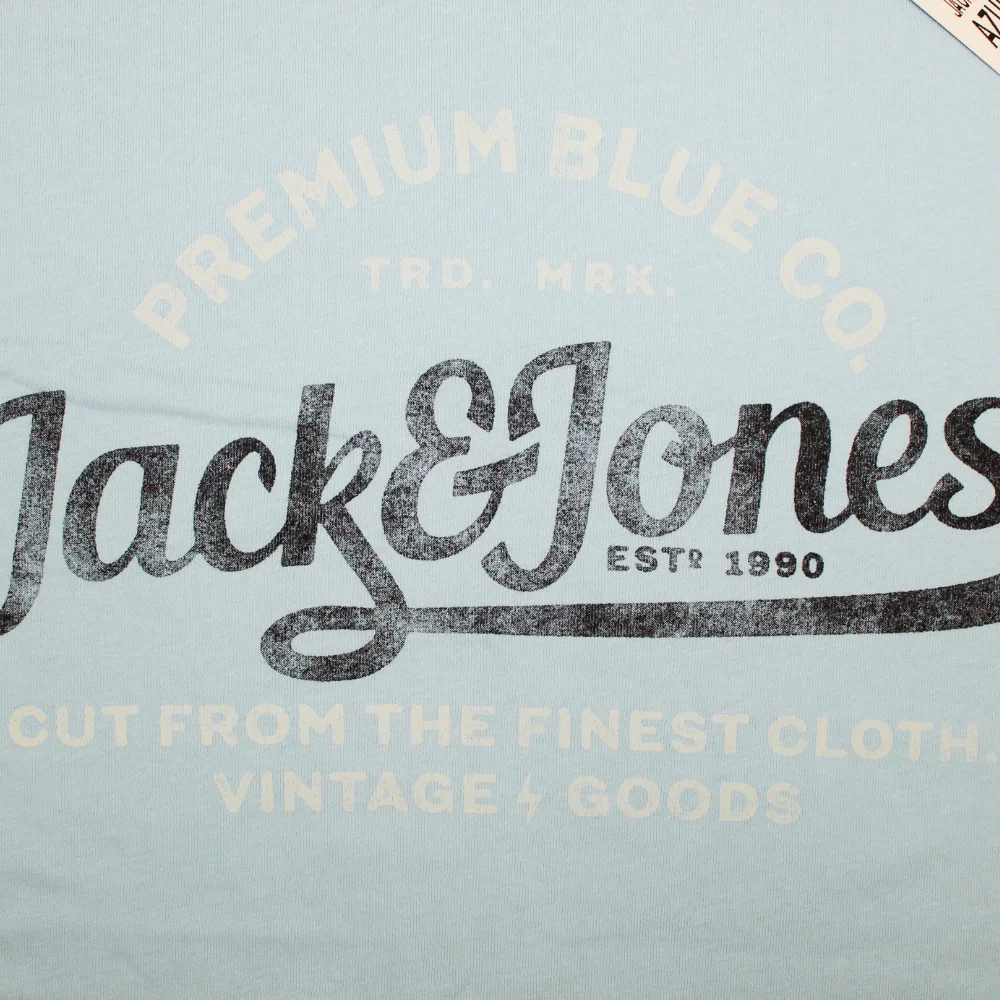 PREMIUM BLUE CO.
TRD. MRK.
Jack&Jones
ESTD 1990
CUT FROM THE FINEST CLOTH.
VINTAGE GOODS